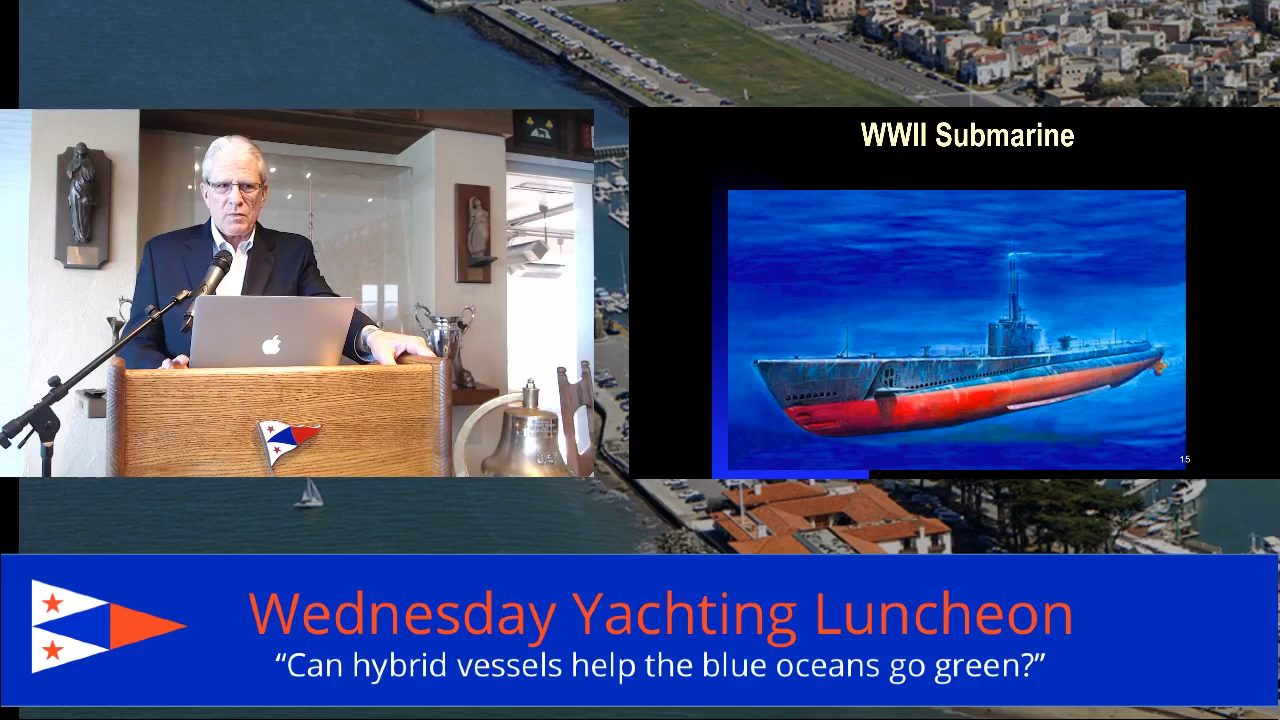 WWII Submarine
15
U.S.
Wednesday Yachting Luncheon
“Can hybrid vessels help the blue oceans go green?”